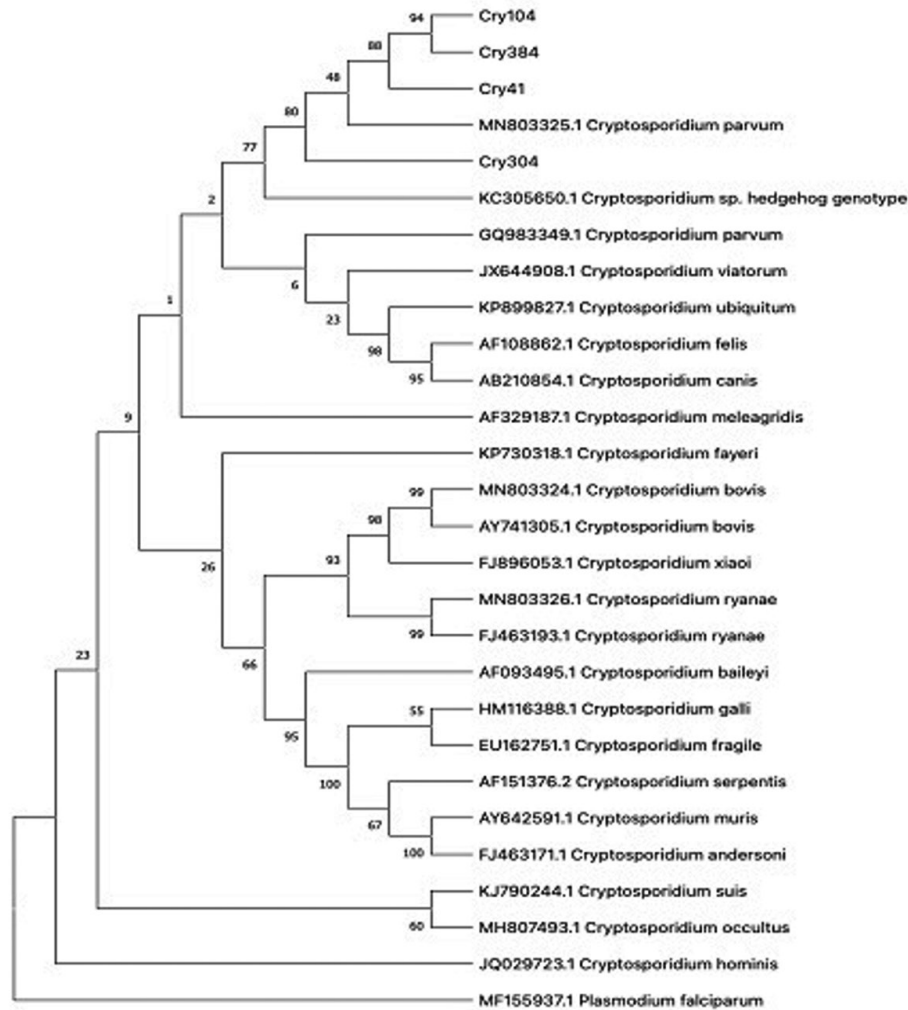 94
Cry104
88
Cry384
48
Cry41
80
MN803325.1 Cryptosporidium parvum
77
Cry304
2
KC305650.1 Cryptosporidium sp. hedgehog genotype
GQ983349.1 Cryptosporidium parvum
6
JX644908.1 Cryptosporidium viatorum
1
KP899827.1 Cryptosporidium ubiquitum
23
AF108862.1 Cryptosporidium felis
98
AB210854.1 Cryptosporidium canis
95
AF329187.1 Cryptosporidium meleagridis
9
KP730318.1 Cryptosporidium fayeri
99
MN803324.1 Cryptosporidium bovis
98
AY741305.1 Cryptosporidium bovis
93
FJ896053.1 Cryptosporidium xiaoi
26
MN803326.1 Cryptosporidium ryanae
99
FJ463193.1 Cryptosporidium ryanae
23
66
AF093495.1 Cryptosporidium baileyi
55
HM116388.1 Cryptosporidium galli
95
EU162751.1 Cryptosporidium fragile
100
AF151376.2 Cryptosporidium serpentis
67
AY642591.1 Cryptosporidium muris
100
FJ463171.1 Cryptosporidium andersoni
KJ790244.1 Cryptosporidium suis
60
MH807493.1 Cryptosporidium occultus
JQ029723.1 Cryptosporidium hominis
MF155937.1 Plasmodium falciparum